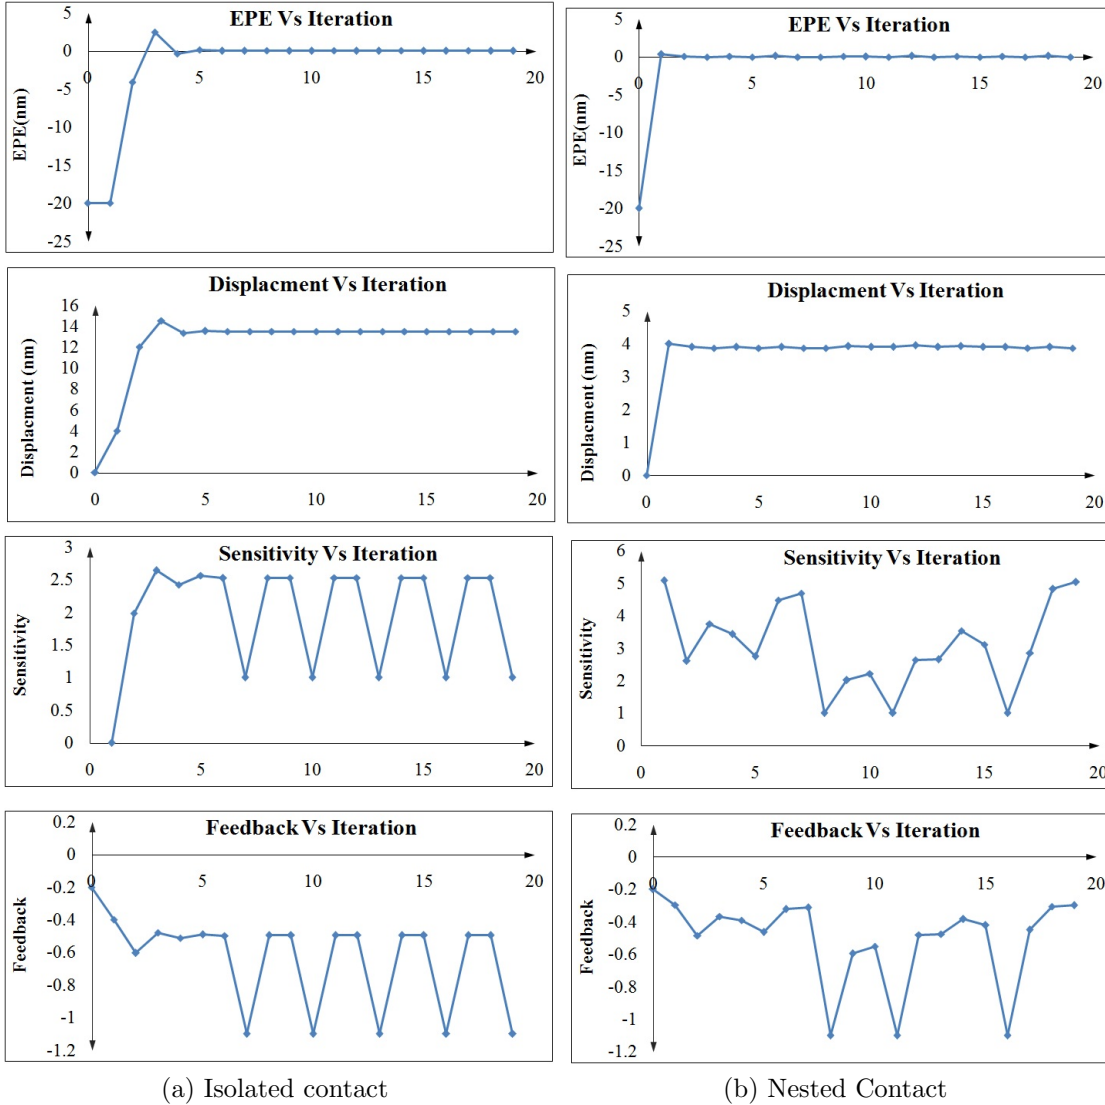 EPE Vs Iteration
5
0
-5
-10
-15
-20
-25
0 5 10 15 20
EPE(nm)
Displacment Vs Iteration
16
14
12
10
8
6
4
2
0
0 5 10 15 20
Displacment (nm)
Sensitivity Vs Iteration
3
2.5
2
1.5
1
0.5
0
0 5 10 15 20
Sensitivity
Feedback Vs Iteration
0.2
0
-0.2
-0.4
-0.6
-0.8
-1
-1.2
0 5 10 15 20
Feedback
(a) Isolated contact
EPE Vs Iteration
5
0
-5
-10
-15
-20
-25
0 5 10 15 20
EPE(nm)
Displacment Vs Iteration
5
4
3
2
1
0
0 5 10 15 20
Displacment (nm)
Sensitivity Vs Iteration
6
5
4
3
2
1
0
0 5 10 15 20
Sensitivity
Feedback Vs Iteration
0.2
0
-0.2
-0.4
-0.6
-0.8
-1
-1.2
0 5 10 15 20
Feedback
(b) Nested Contact